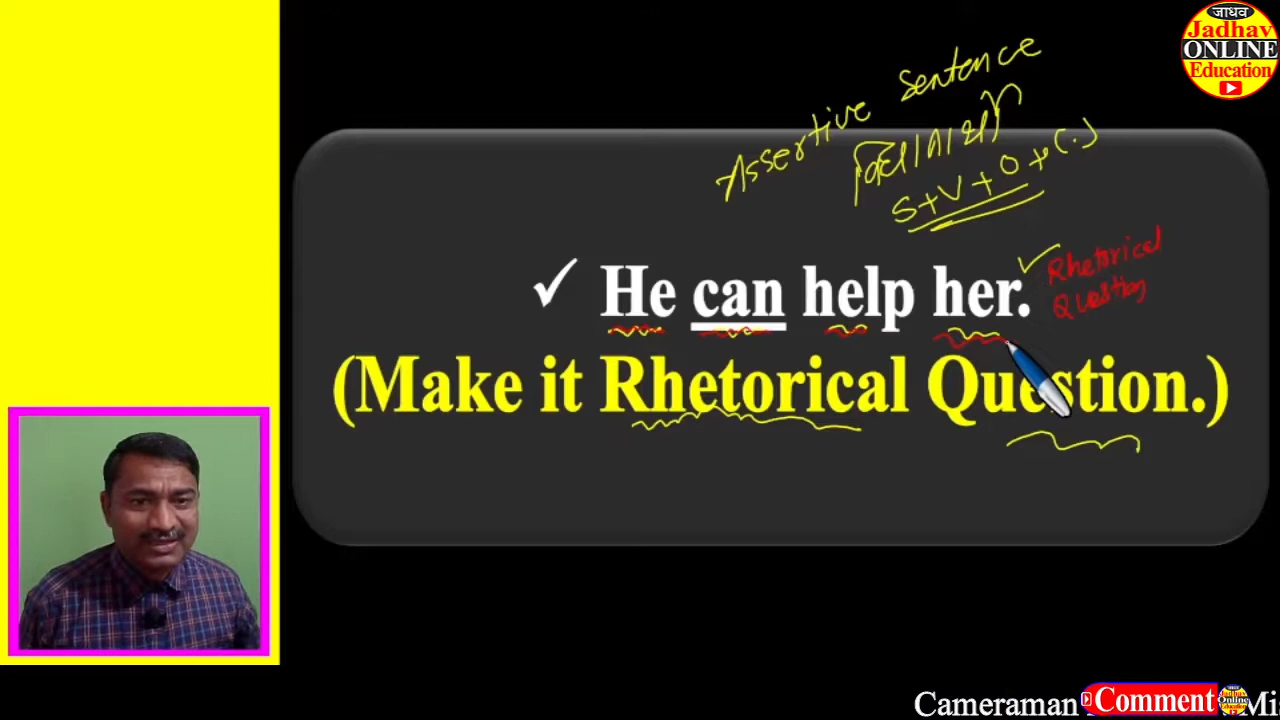 जाधव
Jadhav
ONLINE
Education
Assertive Sentence
S+V+O+(.)
✓ He can help her.
Rhetorical
Question
(Make it Rhetorical Question.)
Cameraman
Comment